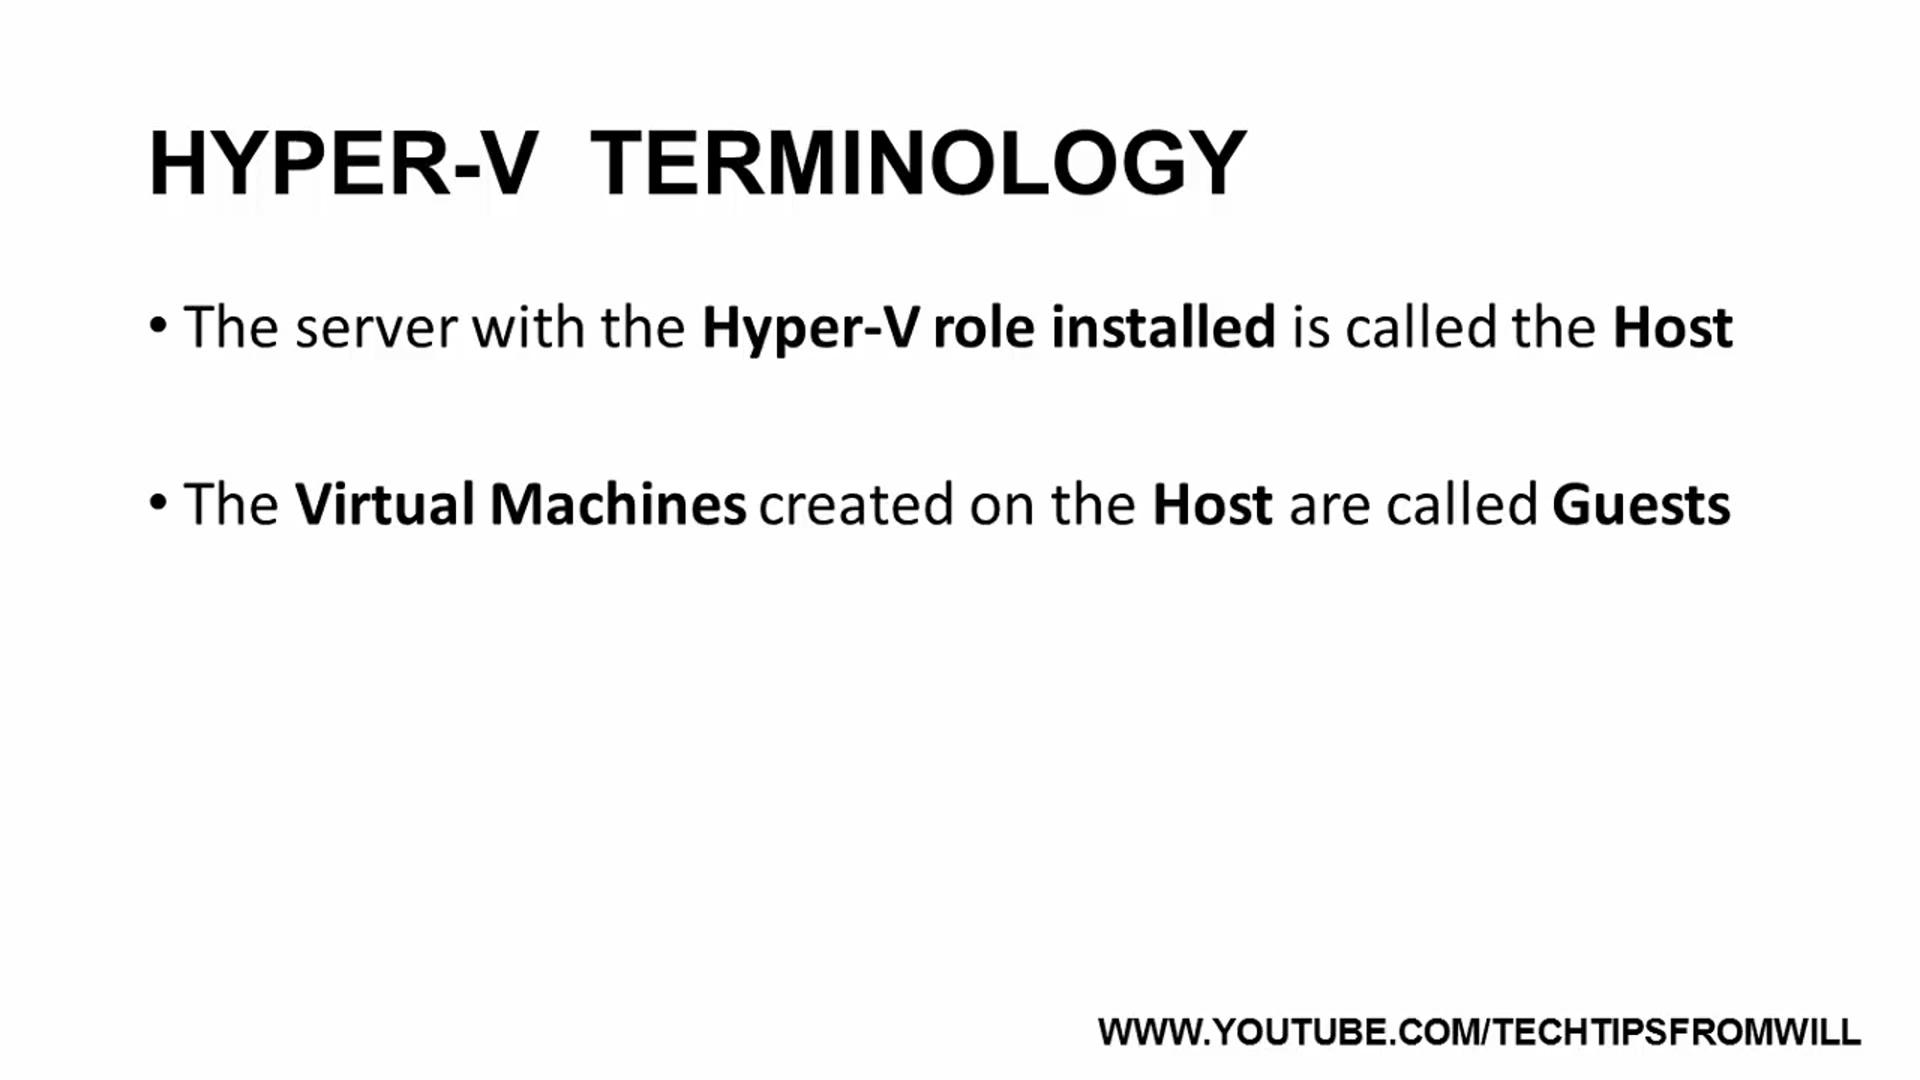 HYPER-V TERMINOLOGY
• The server with the Hyper-V role installed is called the Host
• The Virtual Machines created on the Host are called Guests
WWW.YOUTUBE.COM/TECHTIPSFROMWILL